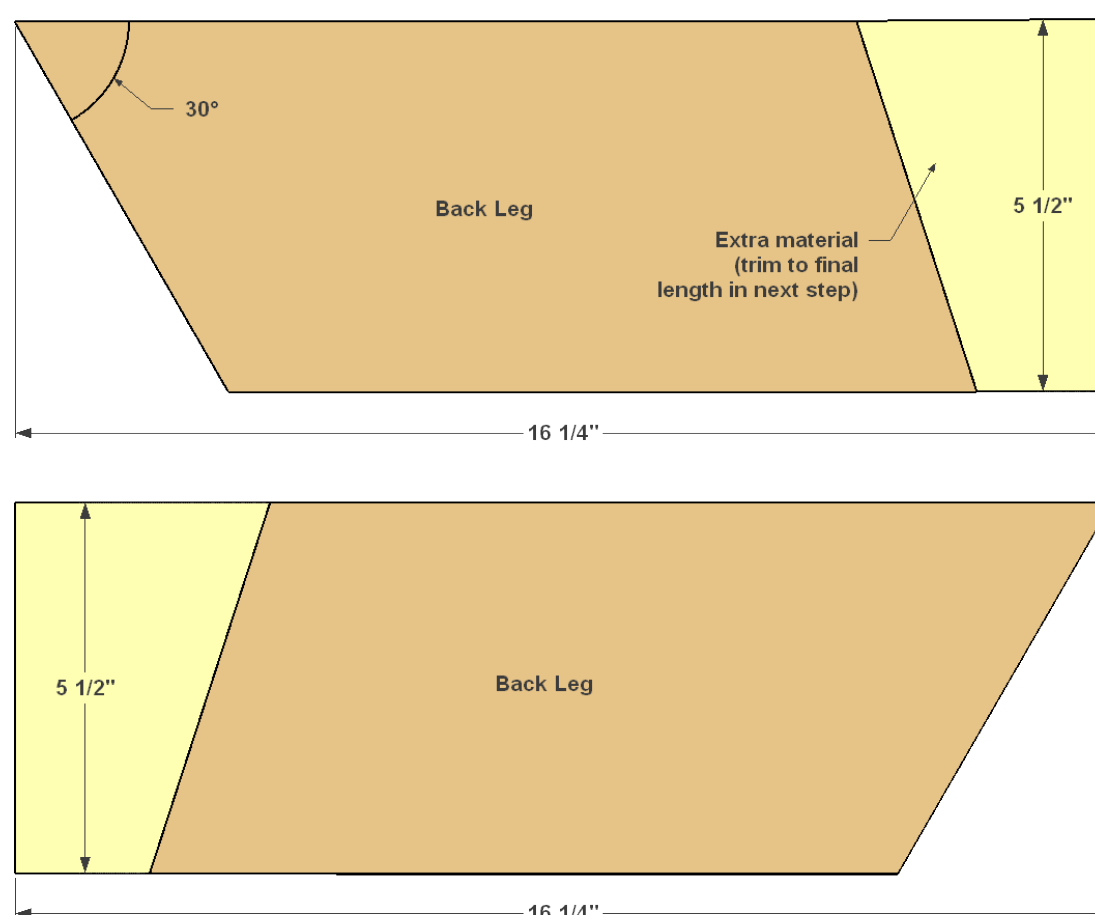 30°
Back Leg
Extra material
(trim to final
length in next step)
5 1/2"
16 1/4"
5 1/2"
Back Leg
16 1/4"